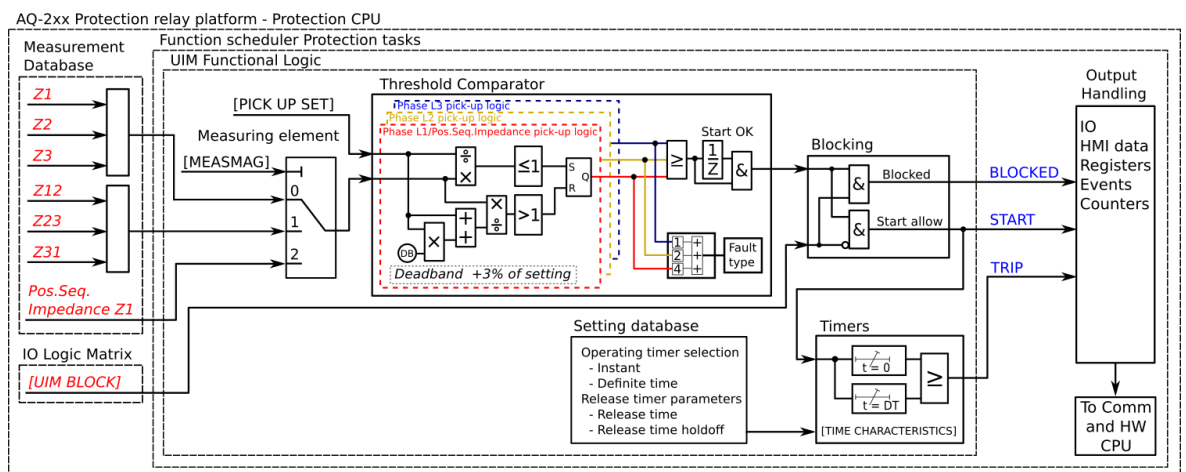 AQ-2xx Protection relay platform - Protection CPU
Function scheduler Protection tasks
UIM Functional Logic
Measurement
Database
Z1
Z2
Z3
Z12
Z23
Z31
Pos.Seq.
Impedance Z1
IO Logic Matrix
[UIM BLOCK]
[PICK UP SET]
Measuring element
[MEASMAG]
0
1
2
Threshold Comparator
Phase L3 pick-up logic
Phase L2 pick-up logic
Phase L1/Pos.Seq.Impedance pick-up logic
÷
×
≤1
S
Q
R
×
÷
>1
+
+
×
DB
Deadband +3% of setting
≥
Start OK
1
Z
&
1 +
2 +
4 +
Fault
type
Blocking
&
Blocked
&
Start allow
BLOCKED
START
TRIP
Setting database
Operating timer selection
- Instant
- Definite time
Release timer parameters
- Release time
- Release time holdoff
Timers
t = 0
t = DT
≥
[TIME CHARACTERISTICS]
Output
Handling
IO
HMI data
Registers
Events
Counters
To Comm
and HW
CPU